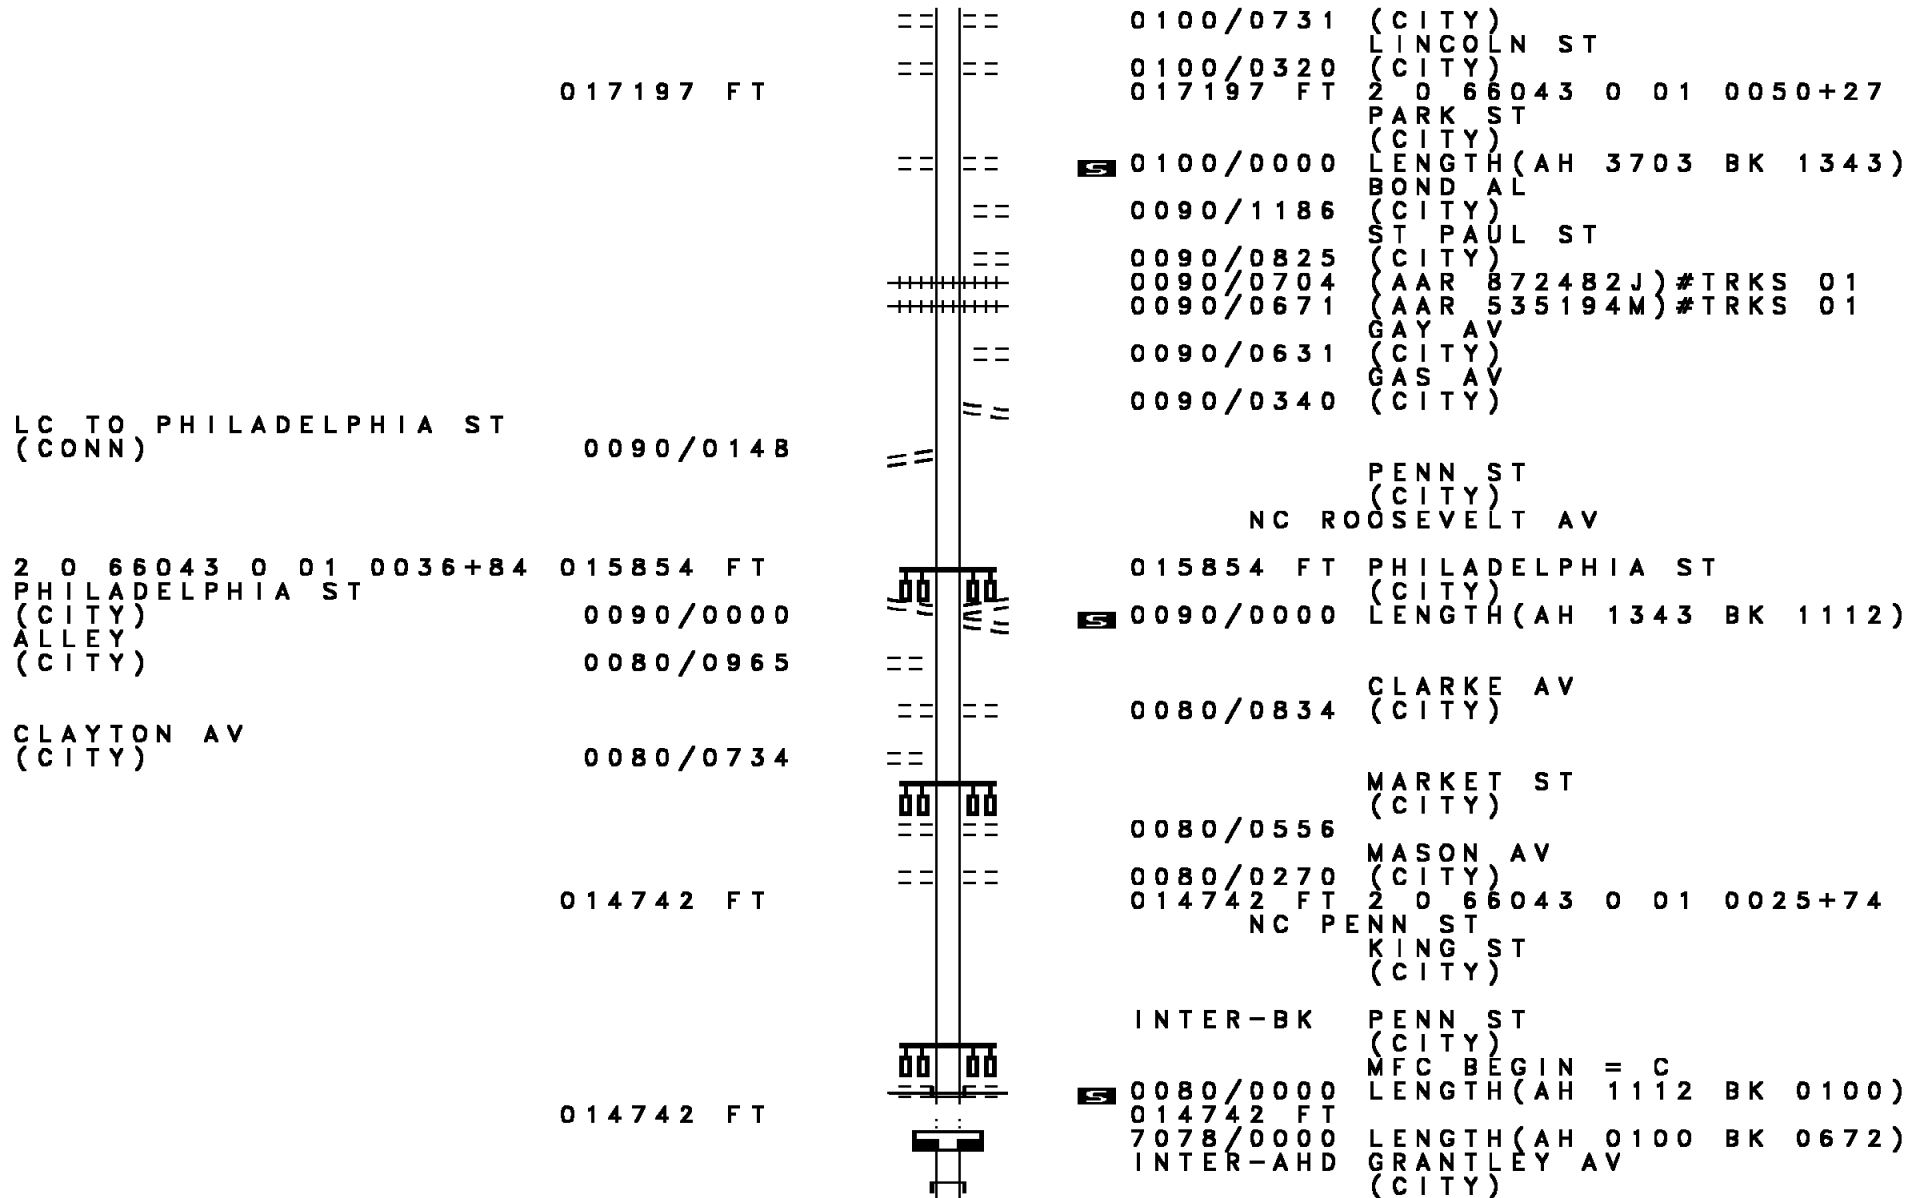 0100/0731 (CITY)
LINCOLN ST
0100/0320 (CITY)
017197 FT 017197 FT 2 0 66043 0 01 0050+27
PARK ST
(CITY)
S 0100/0000 LENGTH(AH 3703 BK 1343)
BOND AL
0090/1186 (CITY)
ST PAUL ST
0090/0825 (CITY)
0090/0704 (AAR 872482J)#TRKS 01
0090/0671 (AAR 535194M)#TRKS 01
GAY AV
0090/0631 (CITY)
GAS AV
0090/0340 (CITY)
LC TO PHILADELPHIA ST
(CONN) 0090/0148
PENN ST
(CITY)
NC ROOSEVELT AV
2 0 66043 0 01 0036+84 015854 FT 015854 FT PHILADELPHIA ST
PHILADELPHIA ST (CITY)
(CITY) 0090/0000 S 0090/0000 LENGTH(AH 1343 BK 1112)
ALLEY
(CITY) 0080/0965
CLARKE AV
0080/0834 (CITY)
CLAYTON AV
(CITY) 0080/0734
MARKET ST
(CITY)
0080/0556
MASON AV
0080/0270 (CITY)
014742 FT 014742 FT 2 0 66043 0 01 0025+74
NC PENN ST
KING ST
(CITY)
INTER-BK PENN ST
(CITY)
MFC BEGIN = C
S 0080/0000 LENGTH(AH 1112 BK 0100)
014742 FT 014742 FT
7078/0000 LENGTH(AH 0100 BK 0672)
INTER-AHD GRANTLEY AV
(CITY)